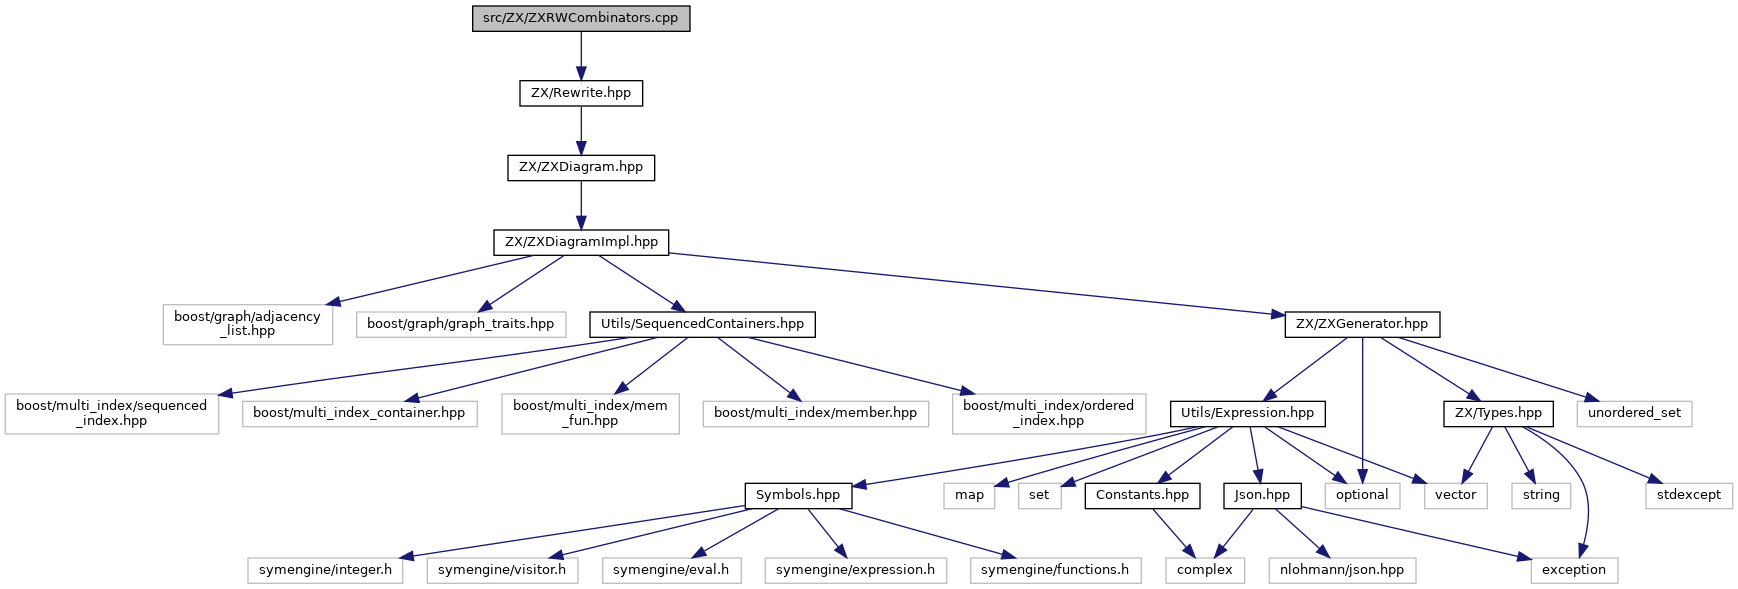 src/ZX/ZXRWCombinators.cpp
ZX/Rewrite.hpp
ZX/ZXDiagram.hpp
ZX/ZXDiagramImpl.hpp
boost/graph/adjacency
_list.hpp
boost/graph/graph_traits.hpp
Utils/SequencedContainers.hpp
ZX/ZXGenerator.hpp
boost/multi_index/sequenced
_index.hpp
boost/multi_index_container.hpp
boost/multi_index/mem
_fun.hpp
boost/multi_index/member.hpp
boost/multi_index/ordered
_index.hpp
Utils/Expression.hpp
ZX/Types.hpp
unordered_set
Symbols.hpp
map
set
Constants.hpp
Json.hpp
optional
vector
string
stdexcept
symengine/integer.h
symengine/visitor.h
symengine/eval.h
symengine/expression.h
symengine/functions.h
complex
nlohmann/json.hpp
exception